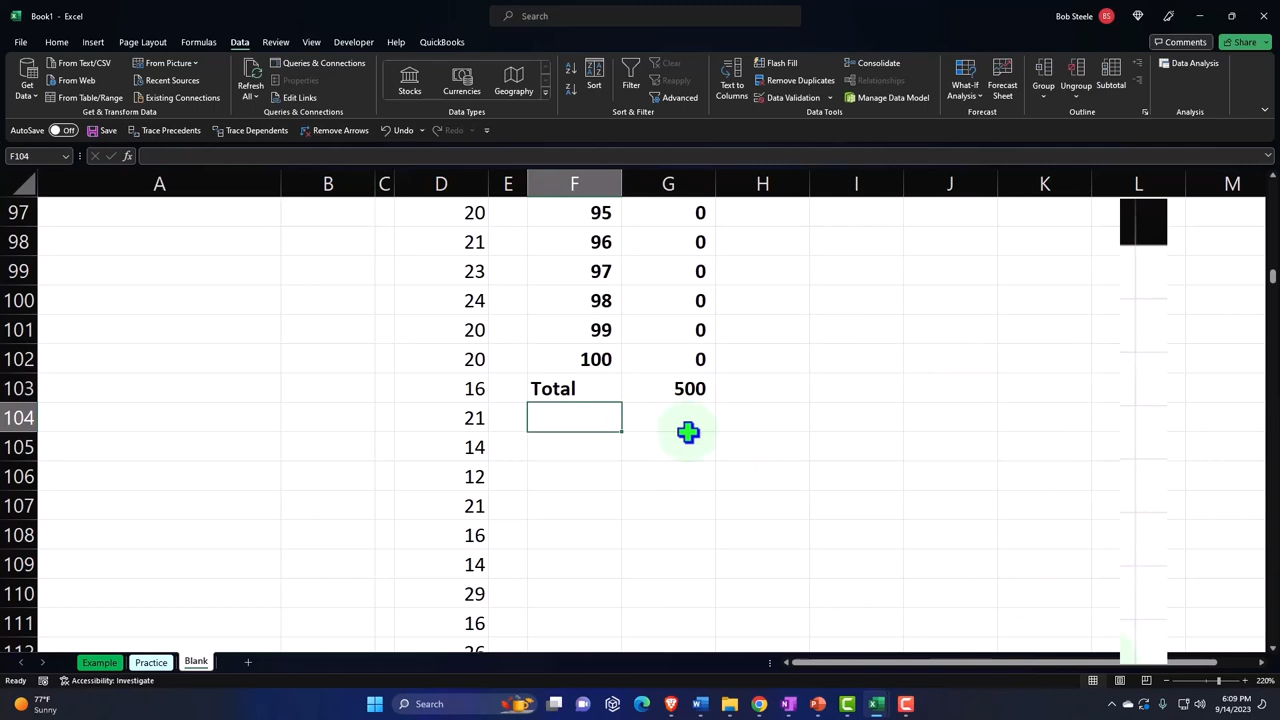 Book1 - Excel
Search
Bob Steele BS
File Home Insert Page Layout Formulas Data Review View Developer Help QuickBooks
Comments Share
Get Data
From Text/CSV
From Web
From Table/Range
From Picture
Recent Sources
Existing Connections
Get & Transform Data
Refresh All
Queries & Connections
Properties
Edit Links
Queries & Connections
Stocks Currencies Geography
Data Types
Sort Filter
Clear
Reapply
Advanced
Sort & Filter
Text to Columns
Flash Fill
Remove Duplicates
Data Validation
Consolidate
Relationships
Manage Data Model
Data Tools
What-If Analysis
Forecast Sheet
Forecast
Group Ungroup Subtotal
Outline
Data Analysis
Analysis
AutoSave Off Save Trace Precedents Trace Dependents Remove Arrows Undo Redo
F104 fx
A B C D E F G H I J K L M
97 20 95 0
98 21 96 0
99 23 97 0
100 24 98 0
101 20 99 0
102 20 100 0
103 16 Total 500
104 21
105 14
106 12
107 21
108 16
109 14
110 29
111 16
Example Practice Blank
Ready Accessibility: Investigate 220%
77°F
Sunny
Search
6:09 PM
9/14/2023